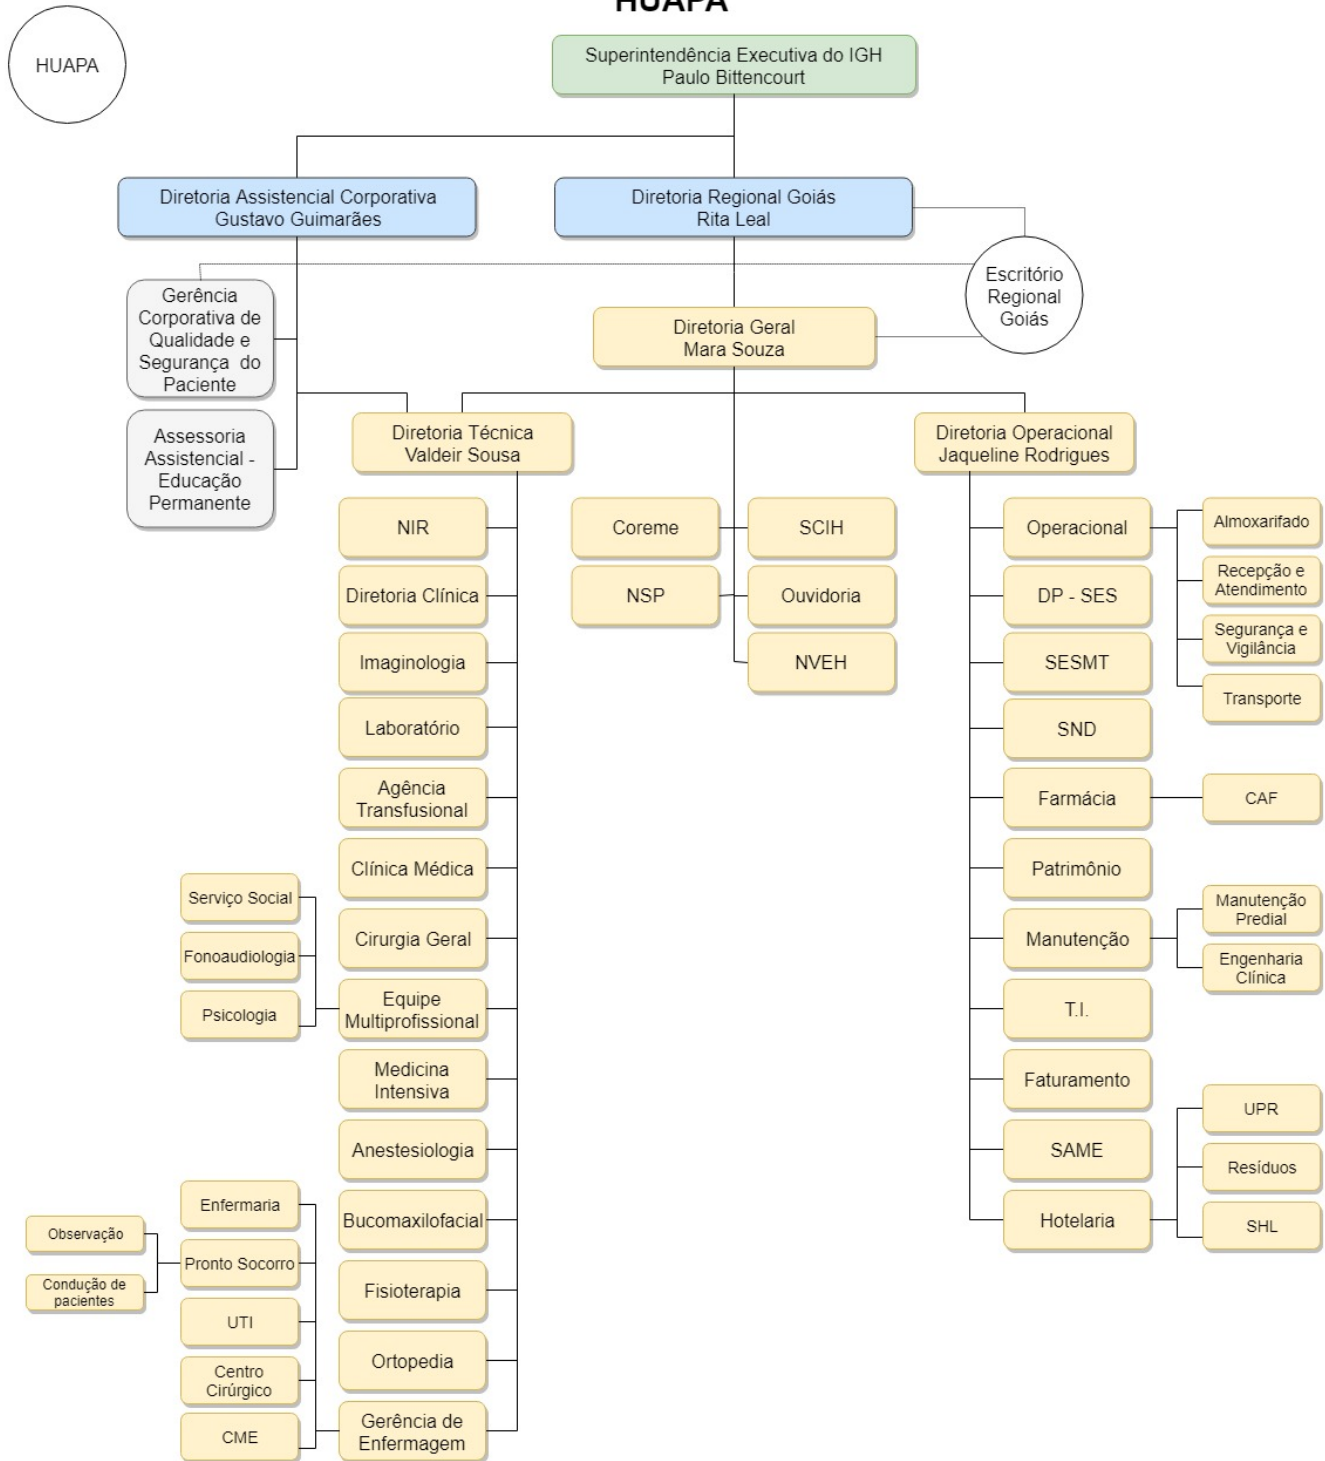 HUAPA
HUAPA
Superintendência Executiva do IGH
Paulo Bittencourt
Diretoria Assistencial Corporativa
Gustavo Guimarães
Diretoria Regional Goiás
Rita Leal
Escritório
Regional
Goiás
Gerência
Corporativa de
Qualidade e
Segurança do
Paciente
Diretoria Geral
Mara Souza
Assessoria
Assistencial -
Educação
Permanente
Diretoria Técnica
Valdeir Sousa
Diretoria Operacional
Jaqueline Rodrigues
NIR
Diretoria Clínica
Imaginologia
Laboratório
Agência
Transfusional
Clínica Médica
Cirurgia Geral
Equipe
Multiprofissional
Serviço Social
Fonoaudiologia
Psicologia
Medicina
Intensiva
Anestesiologia
Bucomaxilofacial
Fisioterapia
Ortopedia
Gerência de
Enfermagem
Enfermaria
Pronto Socorro
Observação
Condução de
pacientes
UTI
Centro
Cirúrgico
CME
Coreme
SCIH
NSP
Ouvidoria
NVEH
Operacional
Almoxarifado
Recepção e
Atendimento
Segurança e
Vigilância
Transporte
DP - SES
SESMT
SND
Farmácia
CAF
Patrimônio
Manutenção
Manutenção
Predial
Engenharia
Clínica
T.I.
Faturamento
SAME
Hotelaria
UPR
Resíduos
SHL